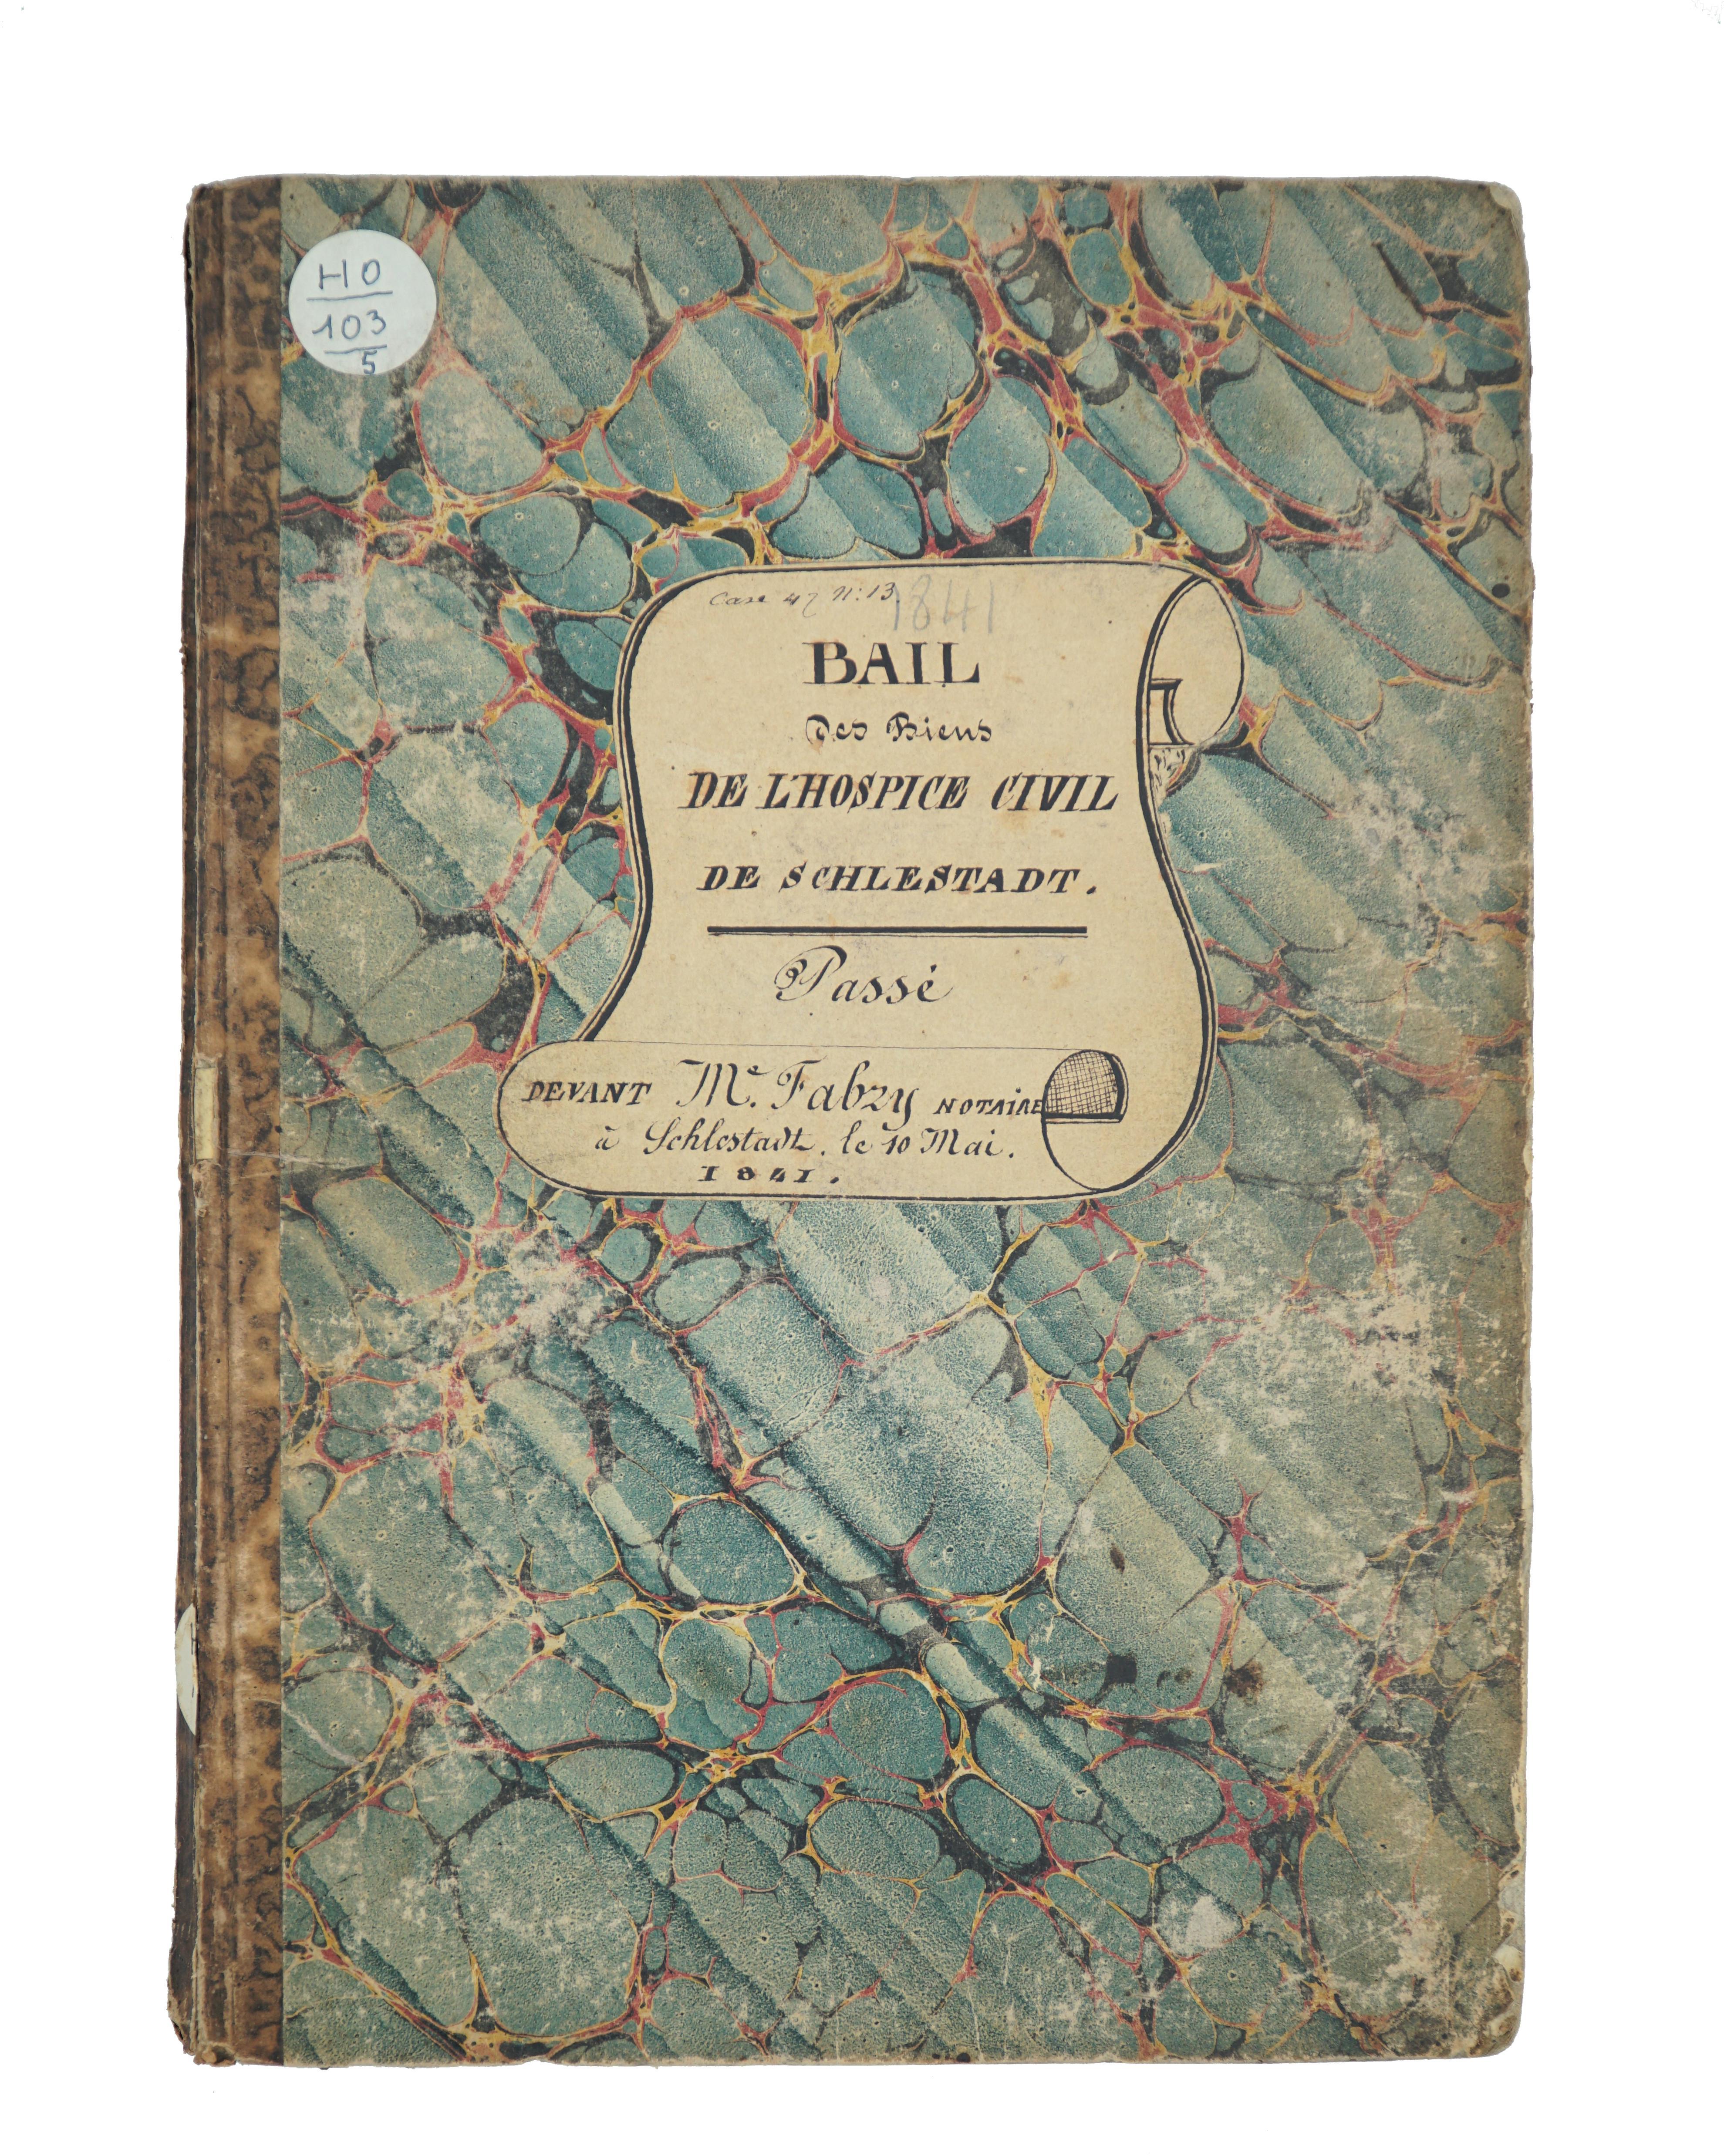 HO
103
5
Case 47 N: 13.
1841
BAIL
des Biens
DE L'HOSPICE CIVIL
DE SCHLESTADT.
Passé
DEVANT Me. Fabry NOTAIRE
à Schlestadt. le 10 Mai.
1841.